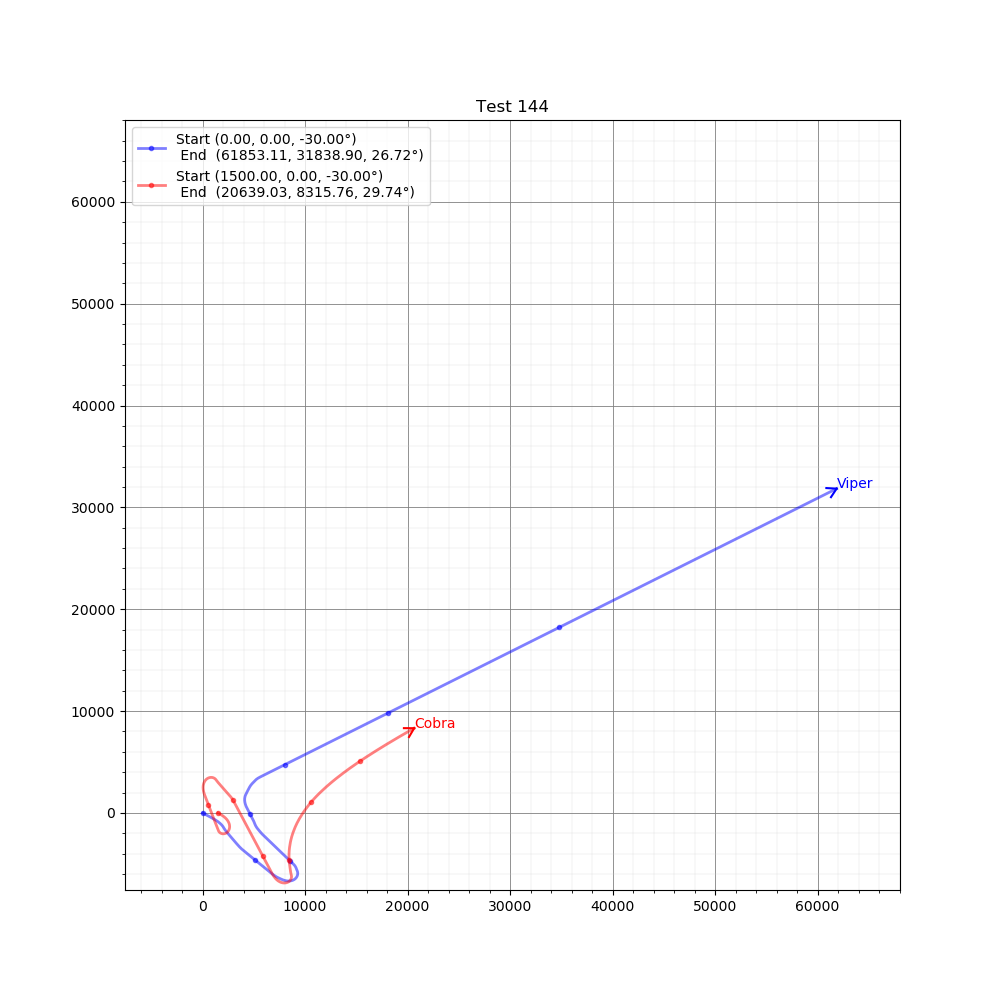 Test 144
Start (0.00, 0.00, -30.00°)
End (61853.11, 31838.90, 26.72°)
Start (1500.00, 0.00, -30.00°)
End (20639.03, 8315.76, 29.74°)
60000
50000
40000
30000
20000
10000
0
Viper
Cobra
0 10000 20000 30000 40000 50000 60000